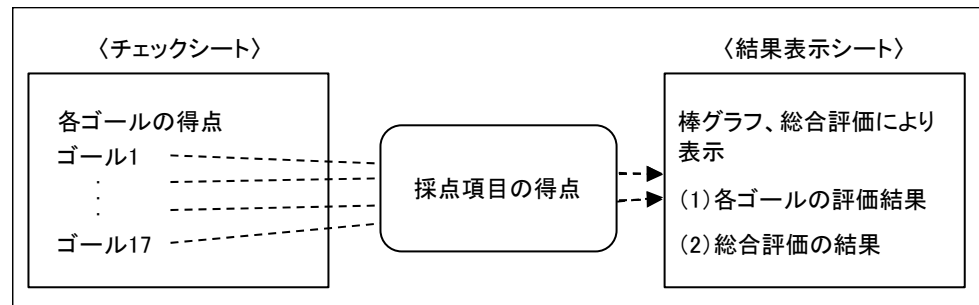 〈チェックシート〉
各ゴールの得点
ゴール1
ゴール17
採点項目の得点
〈結果表示シート〉
棒グラフ、総合評価により
表示
(1)各ゴールの評価結果
(2)総合評価の結果